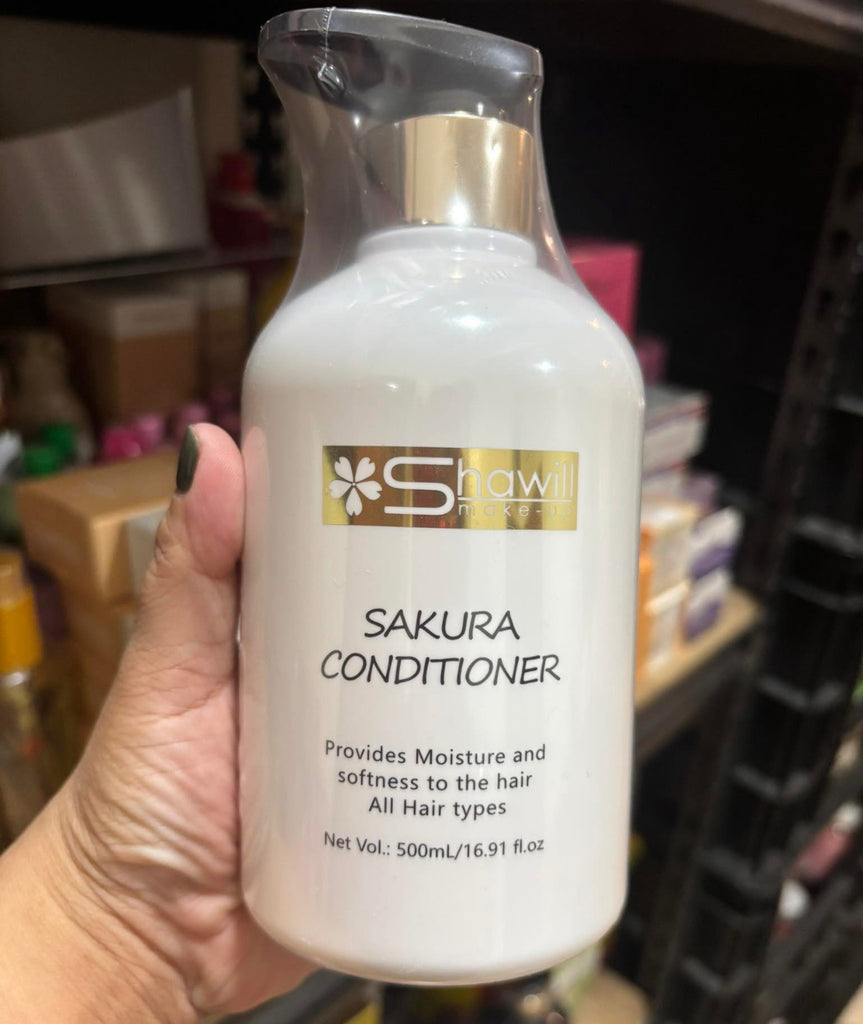 Shawill
make-up
SAKURA
CONDITIONER
Provides Moisture and
softness to the hair
All Hair types
Net Vol.: 500mL/16.91 fl.oz